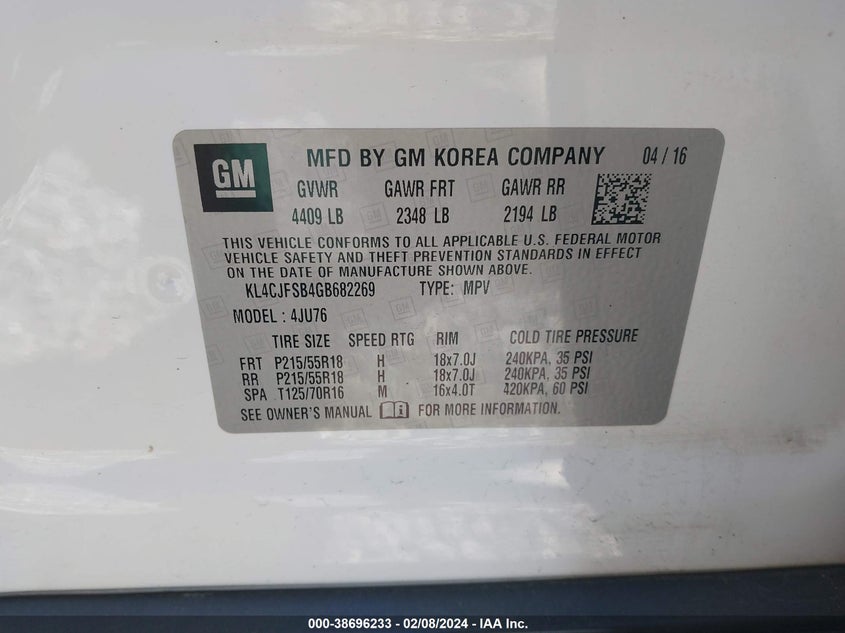 GM
MFD BY GM KOREA COMPANY 04 / 16
GVWR GAWR FRT GAWR RR
4409 LB 2348 LB 2194 LB
THIS VEHICLE CONFORMS TO ALL APPLICABLE U.S. FEDERAL MOTOR
VEHICLE SAFETY AND THEFT PREVENTION STANDARDS IN EFFECT
ON THE DATE OF MANUFACTURE SHOWN ABOVE.
KL4CJFSB4GB682269 TYPE: MPV
MODEL : 4JU76
TIRE SIZE SPEED RTG RIM COLD TIRE PRESSURE
FRT P215/55R18 H 18x7.0J 240KPA, 35 PSI
RR P215/55R18 H 18x7.0J 240KPA, 35 PSI
SPA T125/70R16 M 16x4.0T 420KPA, 60 PSI
SEE OWNER'S MANUAL FOR MORE INFORMATION.
000-38696233 - 02/08/2024 - IAA Inc.